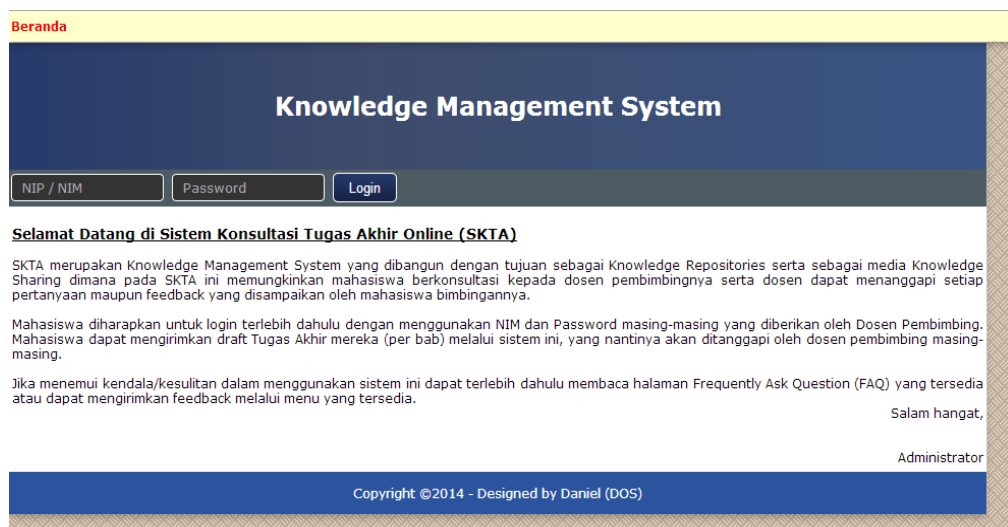 Beranda
Knowledge Management System
NIP / NIM
Password
Login
Selamat Datang di Sistem Konsultasi Tugas Akhir Online (SKTA)
SKTA merupakan Knowledge Management System yang dibangun dengan tujuan sebagai Knowledge Repositories serta sebagai media Knowledge
Sharing dimana pada SKTA ini memungkinkan mahasiswa berkonsultasi kepada dosen pembimbingnya serta dosen dapat menanggapi setiap
pertanyaan maupun feedback yang disampaikan oleh mahasiswa bimbingannya.
Mahasiswa diharapkan untuk login terlebih dahulu dengan menggunakan NIM dan Password masing-masing yang diberikan oleh Dosen Pembimbing.
Mahasiswa dapat mengirimkan draft Tugas Akhir mereka (per bab) melalui sistem ini, yang nantinya akan ditanggapi oleh dosen pembimbing masing-
masing.
Jika menemui kendala/kesulitan dalam menggunakan sistem ini dapat terlebih dahulu membaca halaman Frequently Ask Question (FAQ) yang tersedia
atau dapat mengirimkan feedback melalui menu yang tersedia.
Salam hangat,
Administrator
Copyright ©2014 - Designed by Daniel (DOS)